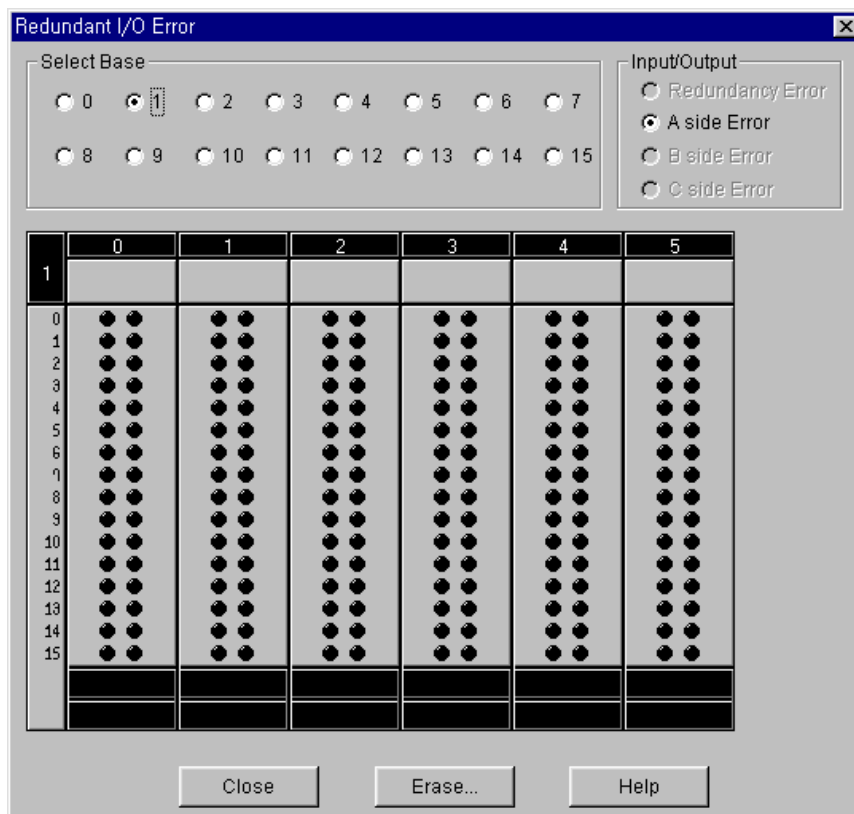 Redundant I/O Error
Select Base
0 1 2 3 4 5 6 7
8 9 10 11 12 13 14 15
Input/Output
Redundancy Error
A side Error
B side Error
C side Error
0 1 2 3 4 5
1
0
1
2
3
4
5
6
7
8
9
10
11
12
13
14
15
Close Erase... Help